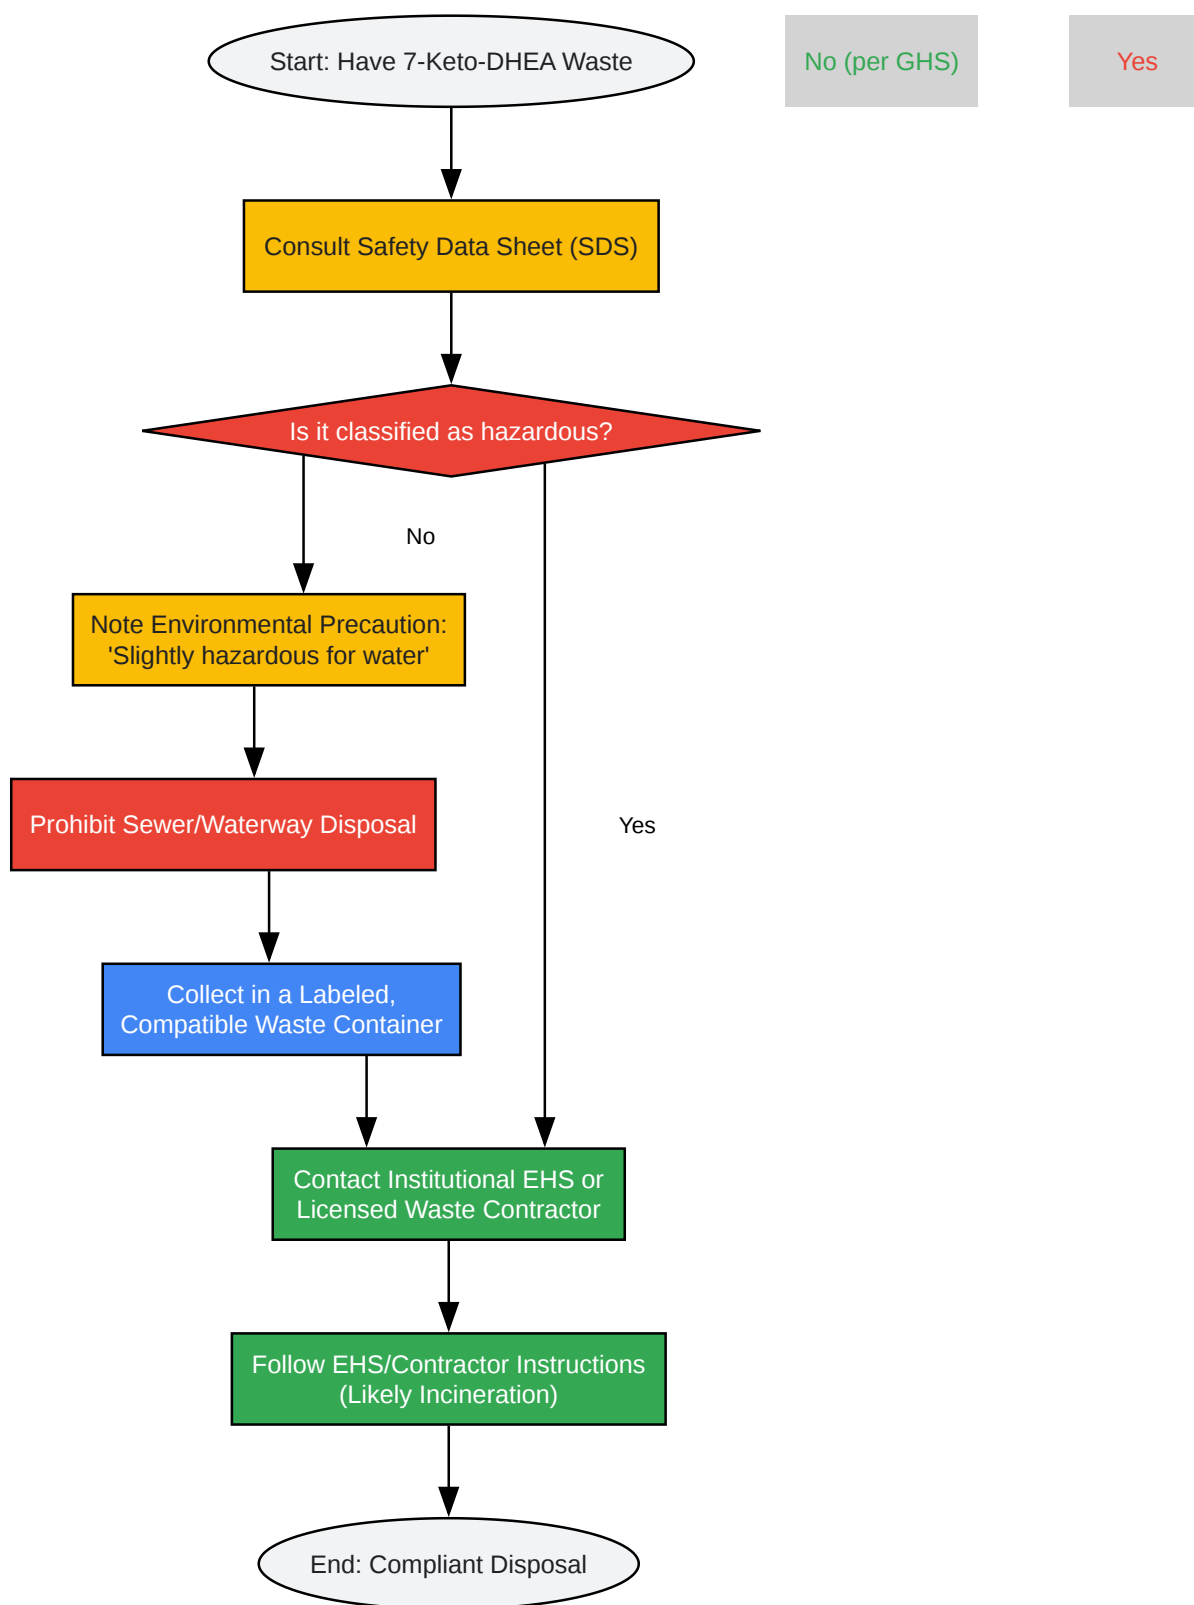 Start: Have 7-Keto-DHEA Waste
No (per GHS)
Yes
Consult Safety Data Sheet (SDS)
Is it classified as hazardous?
No
Note Environmental Precaution:
'Slightly hazardous for water'
Prohibit Sewer/Waterway Disposal
Yes
Collect in a Labeled,
Compatible Waste Container
Contact Institutional EHS or
Licensed Waste Contractor
Follow EHS/Contractor Instructions
(Likely Incineration)
End: Compliant Disposal